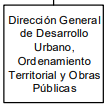 Dirección General
de Desarrollo
Urbano,
Ordenamiento
Territorial y Obras
Públicas